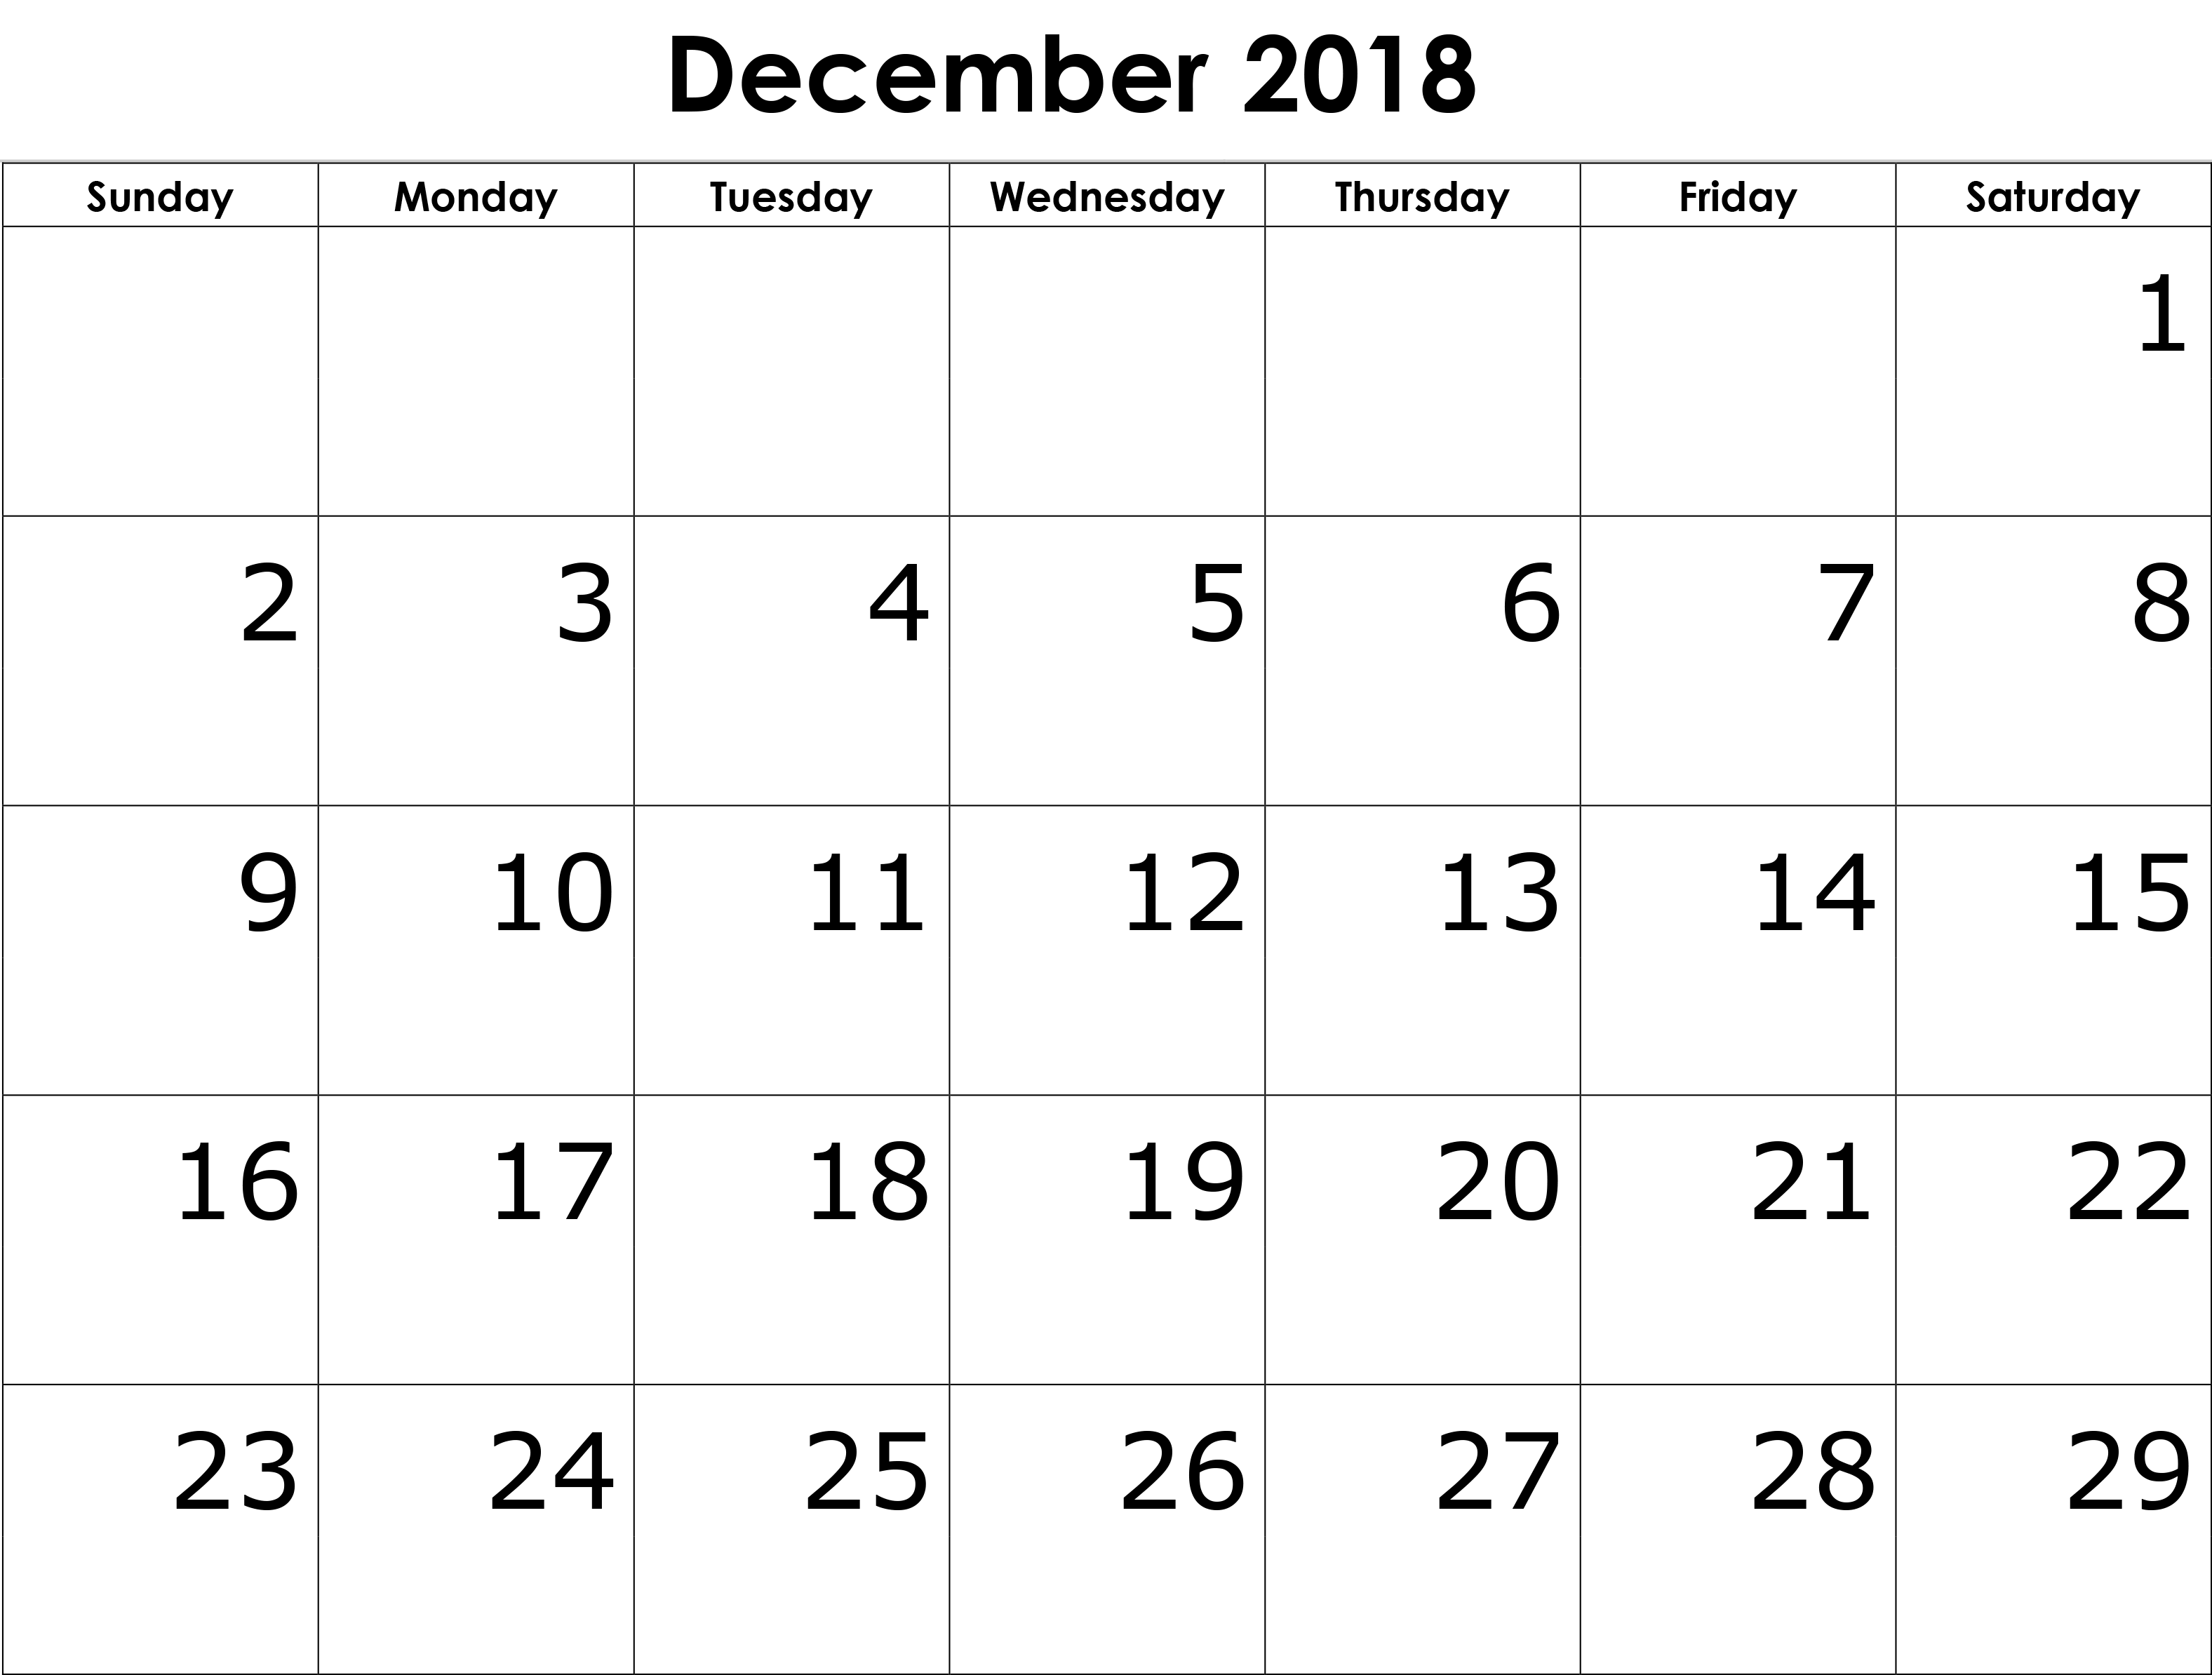 December 2018
Sunday Monday Tuesday Wednesday Thursday Friday Saturday
1
2 3 4 5 6 7 8
9 10 11 12 13 14 15
16 17 18 19 20 21 22
23 24 25 26 27 28 29